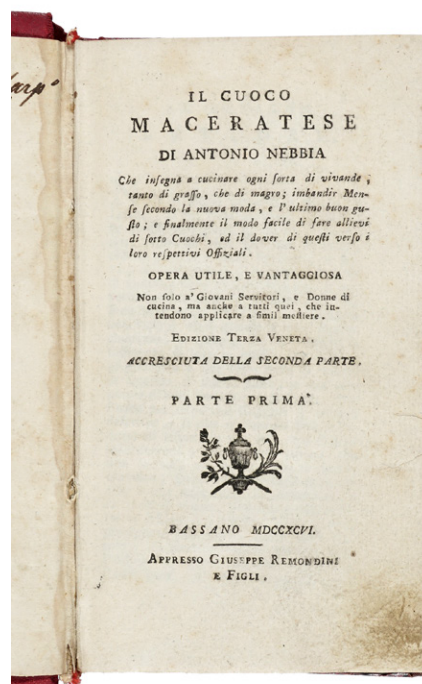 IL CUOCO
MACERATESE
DI ANTONIO NEBBIA
Che insegna a cucinare ogni sorta di vivande,
tanto di grasso, che di magro; imbandir Men-
se secondo la nuova moda, e l'ultimo buon gu-
sto; e finalmente il modo facile di fare allievi
di sotto Cuochi, ed il dover di questi verso i
loro respettivi Offiziali.
OPERA UTILE, E VANTAGGIOSA
Non solo a' Giovani Servitori, e Donne di
cucina, ma anche a tutti quei, che in-
tendono applicare a simil mestiere.
EDIZIONE TERZA VENETA.
ACCRESCIUTA DELLA SECONDA PARTE.
PARTE PRIMA.
BASSANO MDCCXCVI.
APPRESSO GIUSEPPE REMONDINI
E FIGLI.